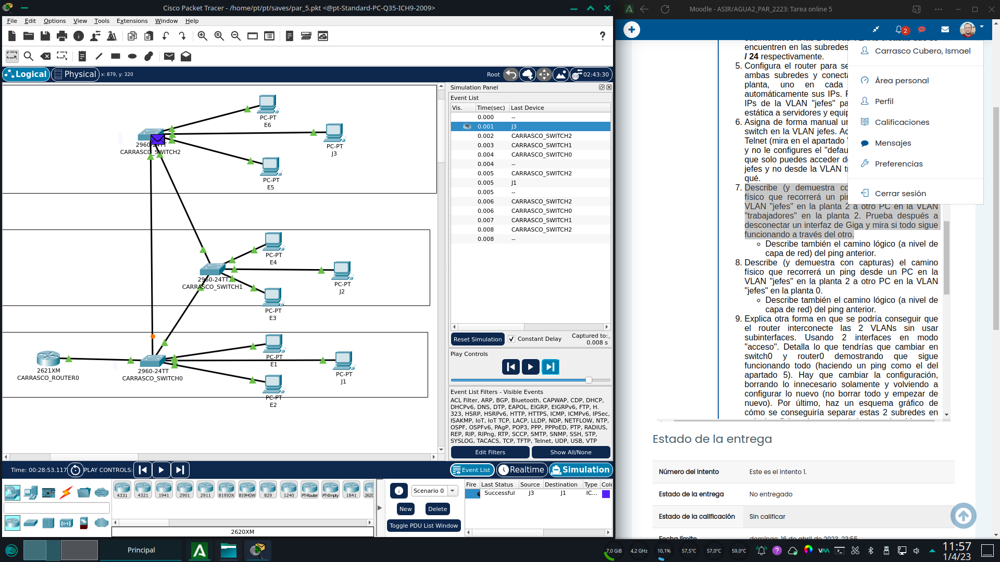 Cisco Packet Tracer - /home/pt/pt/saves/par_5.pkt <@pt-Standard-PC-Q35-ICH9-2009>
File Edit Options View Tools Extensions Window Help
?
Logical
Physical
x: 879, y: 320
Root
02:43:30
PC-PT
E6
PC-PT
J3
2960-24TT
CARRASCO_SWITCH2
PC-PT
E5
PC-PT
E4
2960-24TT
CARRASCO_SWITCH1
PC-PT
J2
PC-PT
E3
PC-PT
E1
2621XM
CARRASCO_ROUTER0
2960-24TT
CARRASCO_SWITCH0
PC-PT
J1
PC-PT
E2
Simulation Panel
Event List
Vis. Time(sec) Last Device
0.000 --
0.001 J3
0.002 CARRASCO_SWITCH2
0.003 CARRASCO_SWITCH1
0.004 CARRASCO_SWITCH0
0.004 --
0.005 CARRASCO_SWITCH2
0.005 J1
0.005 --
0.006 CARRASCO_SWITCH2
0.006 CARRASCO_SWITCH0
0.007 CARRASCO_SWITCH1
0.008 CARRASCO_SWITCH2
0.008 --
Reset Simulation
Constant Delay
Captured to:
0.008 s
Play Controls
Event List Filters - Visible Events
ACL Filter, ARP, BGP, Bluetooth, CAPWAP, CDP, DHCP,
DHCPv6, DNS, DTP, EAPOL, EIGRP, EIGRPv6, FTP, H.
323, HSRP, HSRPv6, HTTP, HTTPS, ICMP, ICMPv6, IPSec,
ISAKMP, IoT, IoT TCP, LACP, LLDP, NDP, NETFLOW, NTP,
OSPF, OSPFv6, PAgP, POP3, PPP, PPPoED, PTP, RADIUS,
REP, RIP, RIPng, RTP, SCCP, SMTP, SNMP, SSH, STP,
SYSLOG, TACACS, TCP, TFTP, Telnet, UDP, USB, VTP
Edit Filters
Show All/None
Time: 00:28:53.117
PLAY CONTROLS:
Event List
Realtime
Simulation
4331 4321 1941 2901 2911 819IOX 819HGW 829 1240 PT-Router PT-Empty 1841 2620
2620XM
Scenario 0
New
Delete
Toggle PDU List Window
Fire Last Status Source Destination Type Colo
Successful J3 J1 IC...
Moodle - ASIR/AGUA2_PAR_2223: Tarea online 5
2
encuentren en las subredes
/ 24 respectivamente.
5. Configura el router para se
ambas subredes y conecta
planta, uno en cada
automáticamente sus IPs. F
IPs de la VLAN "jefes" pa
estática a servidores y equip
6. Asigna de forma manual un
switch en la VLAN jefes. Ac
Telnet (mira en el apartado "
y no le configures el "defau
que solo puedes acceder de
jefes y no desde la VLAN tr
qué.
7. Describe (y demuestra co
físico que recorrerá un pin
VLAN "jefes" en la planta 2 a otro PC en la VLAN
"trabajadores" en la planta 2. Prueba después a
desconectar un interfaz de Giga y mira si todo sigue
funcionando a través del otro.
Describe también el camino lógico (a nivel de
capa de red) del ping anterior.
8. Describe (y demuestra con capturas) el camino
físico que recorrerá un ping desde un PC en la
VLAN "jefes" en la planta 2 a otro PC en la VLAN
"jefes" en la planta 0.
Describe también el camino lógico (a nivel de
capa de red) del ping anterior.
9. Explica otra forma en que se podría conseguir que
el router interconecte las 2 VLANs sin usar
subinterfaces. Usando 2 interfaces en modo
"acceso". Detalla lo que tendrías que cambiar en
switch0 y router0 demostrando que sigue
funcionando todo (haciendo un ping como el del
apartado 5). Hay que cambiar la configuración,
borrando lo innecesario solamente y volviendo a
configurar lo nuevo (no borrar todo y empezar de
nuevo). Por último, haz un esquema gráfico de
cómo se conseguiría separar estas 2 subredes en
Carrasco Cubero, Ismael
Área personal
Perfil
Calificaciones
Mensajes
Preferencias
Cerrar sesión
Estado de la entrega
Número del intento Este es el intento 1.
Estado de la entrega No entregado
Estado de la calificación Sin calificar
Fecha límite domingo, 16 de abril de 2023, 23:55
Principal
7,0 GiB
4,2 GHz
10,1%
57,5°C
57,0°C
59,0°C
11:57
1/4/23